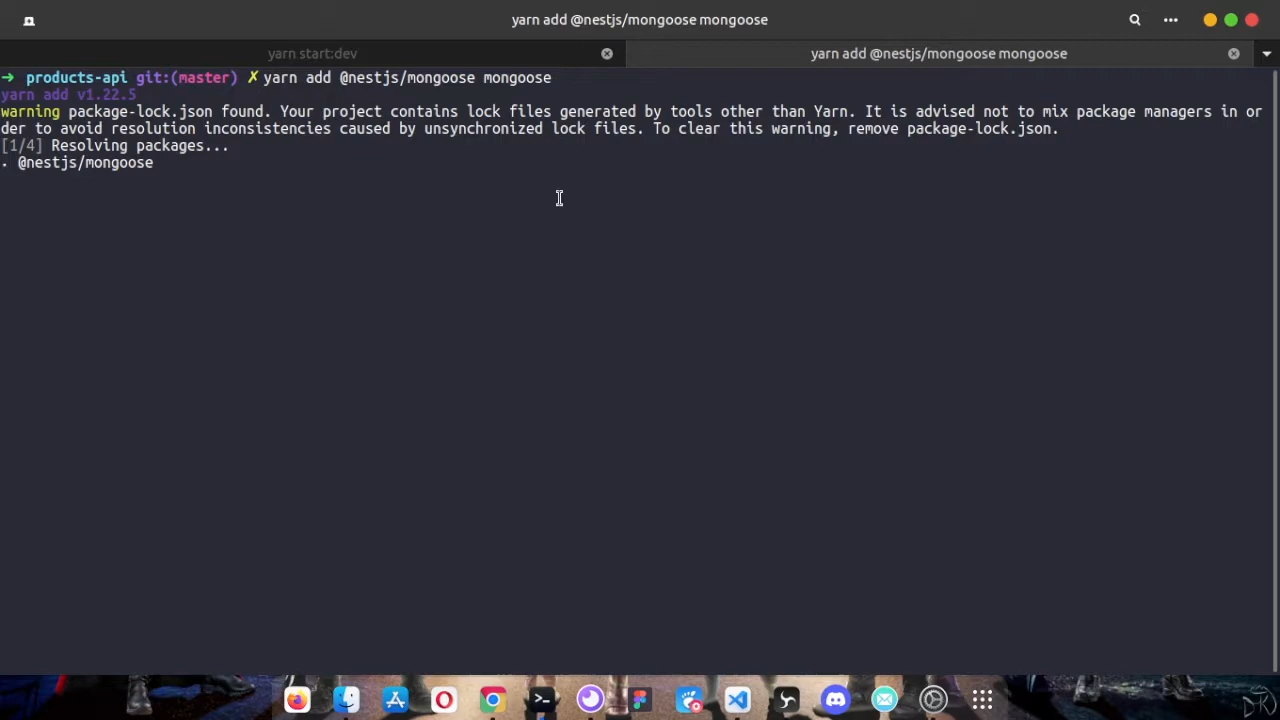 yarn add @nestjs/mongoose mongoose
yarn start:dev
yarn add @nestjs/mongoose mongoose
→ products-api git:(master) ✗ yarn add @nestjs/mongoose mongoose
yarn add v1.22.5
warning package-lock.json found. Your project contains lock files generated by tools other than Yarn. It is advised not to mix package managers in or
der to avoid resolution inconsistencies caused by unsynchronized lock files. To clear this warning, remove package-lock.json.
[1/4] Resolving packages...
⠄ @nestjs/mongoose